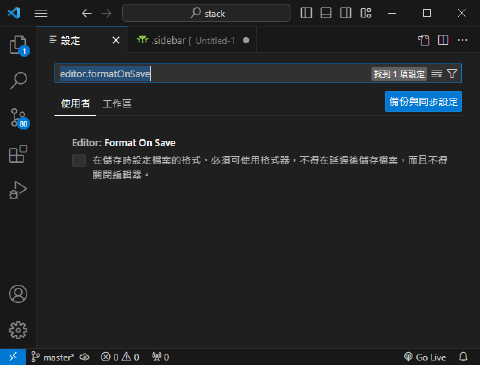 stack
設定
.sidebar { Untitled-1
editor.formatOnSave
找到 1 項設定
使用者 工作區
備份與同步設定
Editor: Format On Save
在儲存時設定檔案的格式。必須可使用格式器，不得在延遲後儲存檔案，而且不得
關閉編輯器。
1
80
master*
0 0
0
Go Live